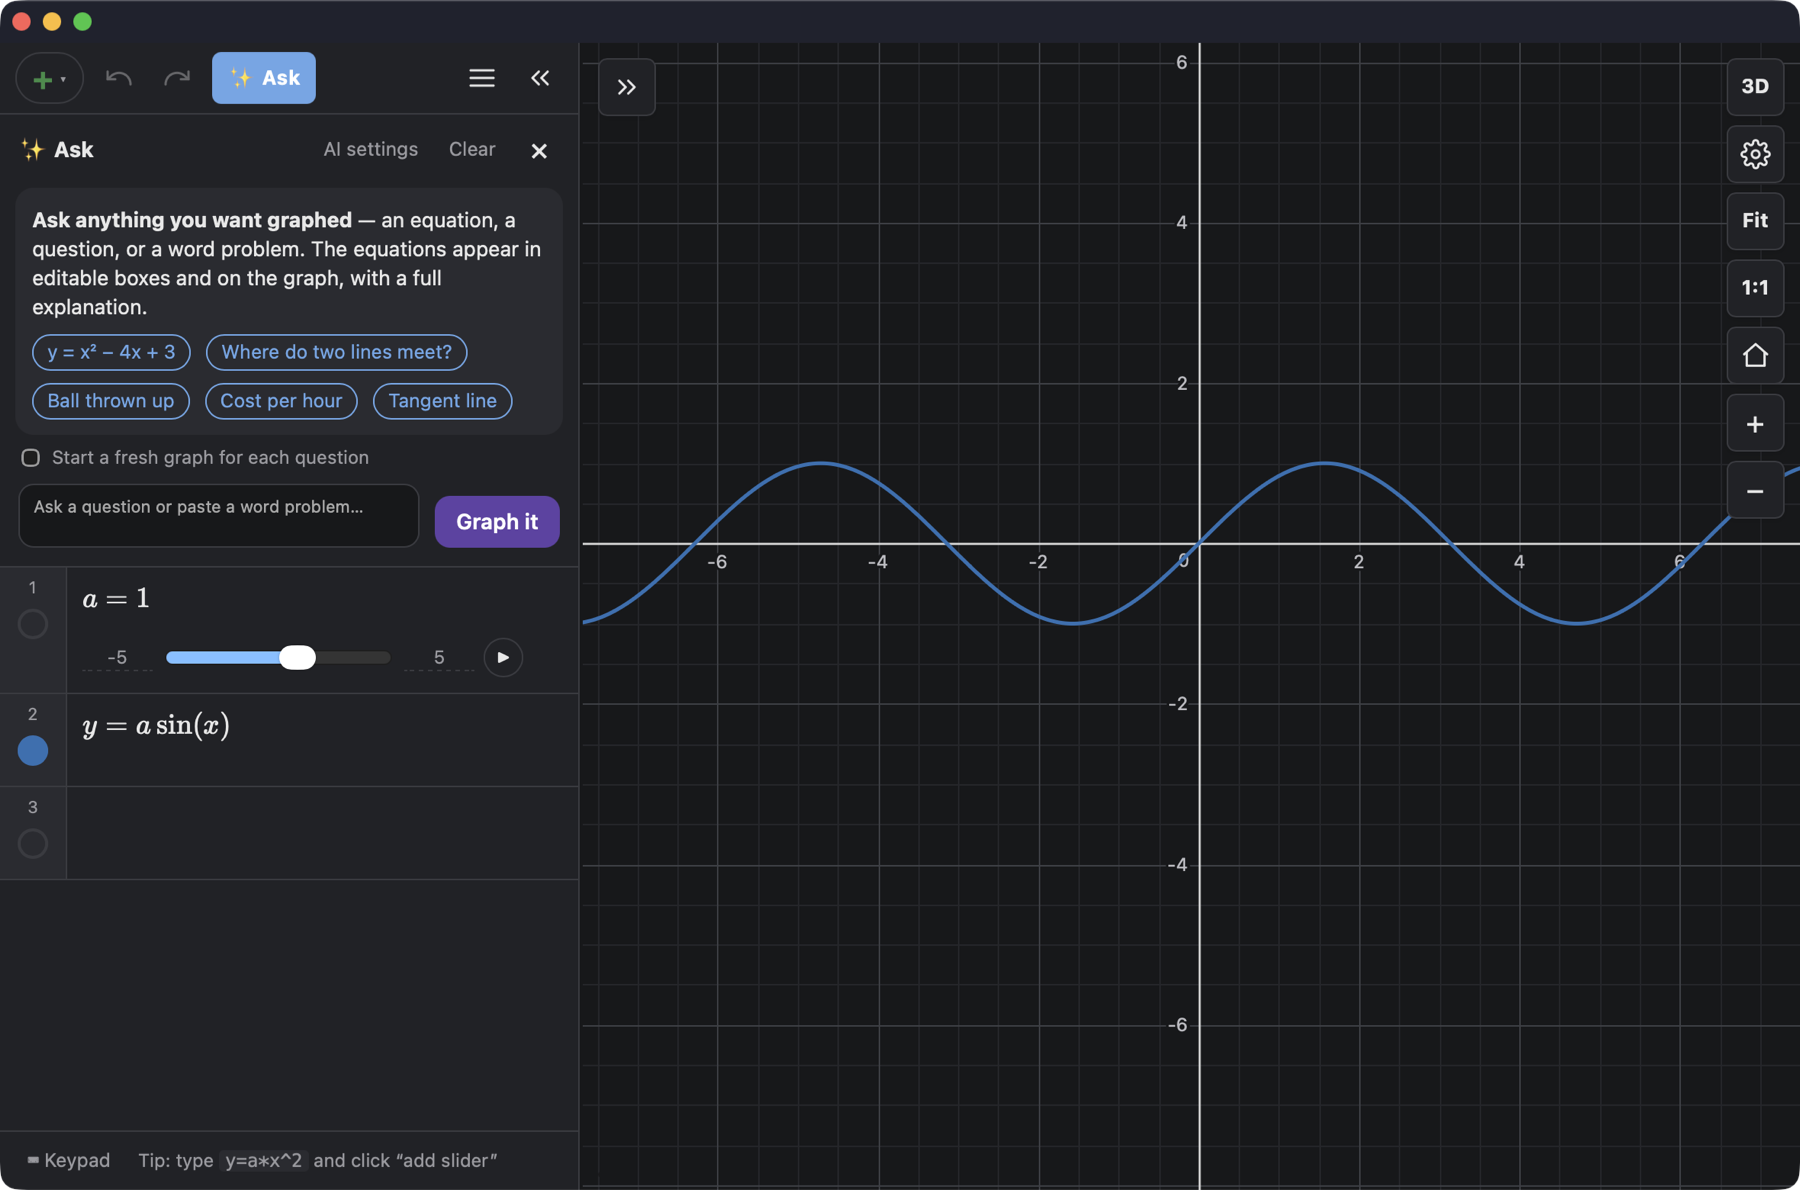 Ask
Ask
AI settings
Clear
Ask anything you want graphed — an equation, a
question, or a word problem. The equations appear in
editable boxes and on the graph, with a full
explanation.
y = x² − 4x + 3
Where do two lines meet?
Ball thrown up
Cost per hour
Tangent line
Start a fresh graph for each question
Ask a question or paste a word problem...
Graph it
1
a = 1
-5
5
2
y = a sin(x)
3
Keypad
Tip: type y=a*x^2 and click “add slider”
6
4
2
-2
-4
-6
-6
-4
-2
0
2
4
6
3D
Fit
1:1
+
−